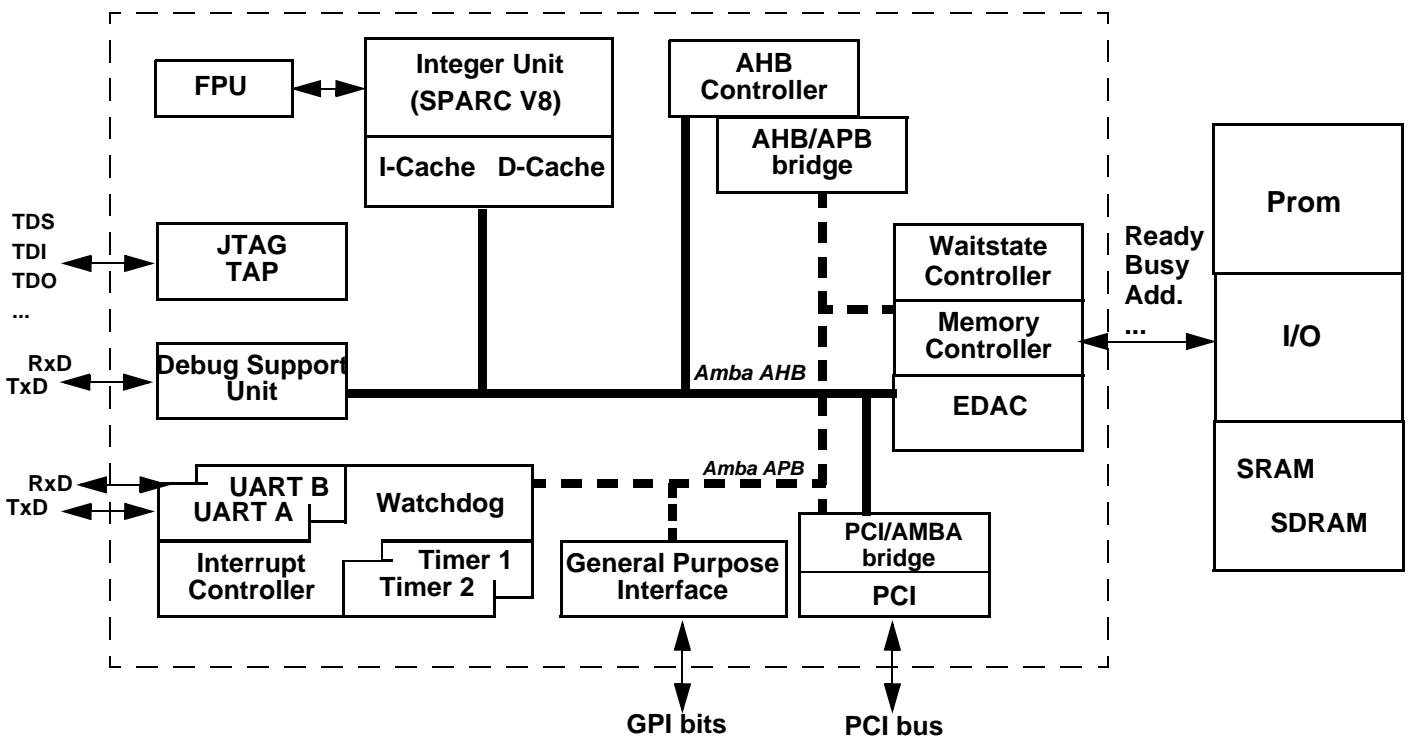 FPU
Integer Unit
(SPARC V8)
I-Cache D-Cache
AHB
Controller
AHB/APB
bridge
TDS
TDI
TDO
...
JTAG
TAP
Waitstate
Controller
Memory
Controller
EDAC
Ready
Busy
Add.
...
Prom
I/O
SRAM
SDRAM
RxD
TxD
Debug Support
Unit
Amba AHB
Amba APB
RxD
TxD
UART B
UART A
Watchdog
Interrupt
Controller
Timer 1
Timer 2
General Purpose
Interface
PCI/AMBA
bridge
PCI
GPI bits
PCI bus